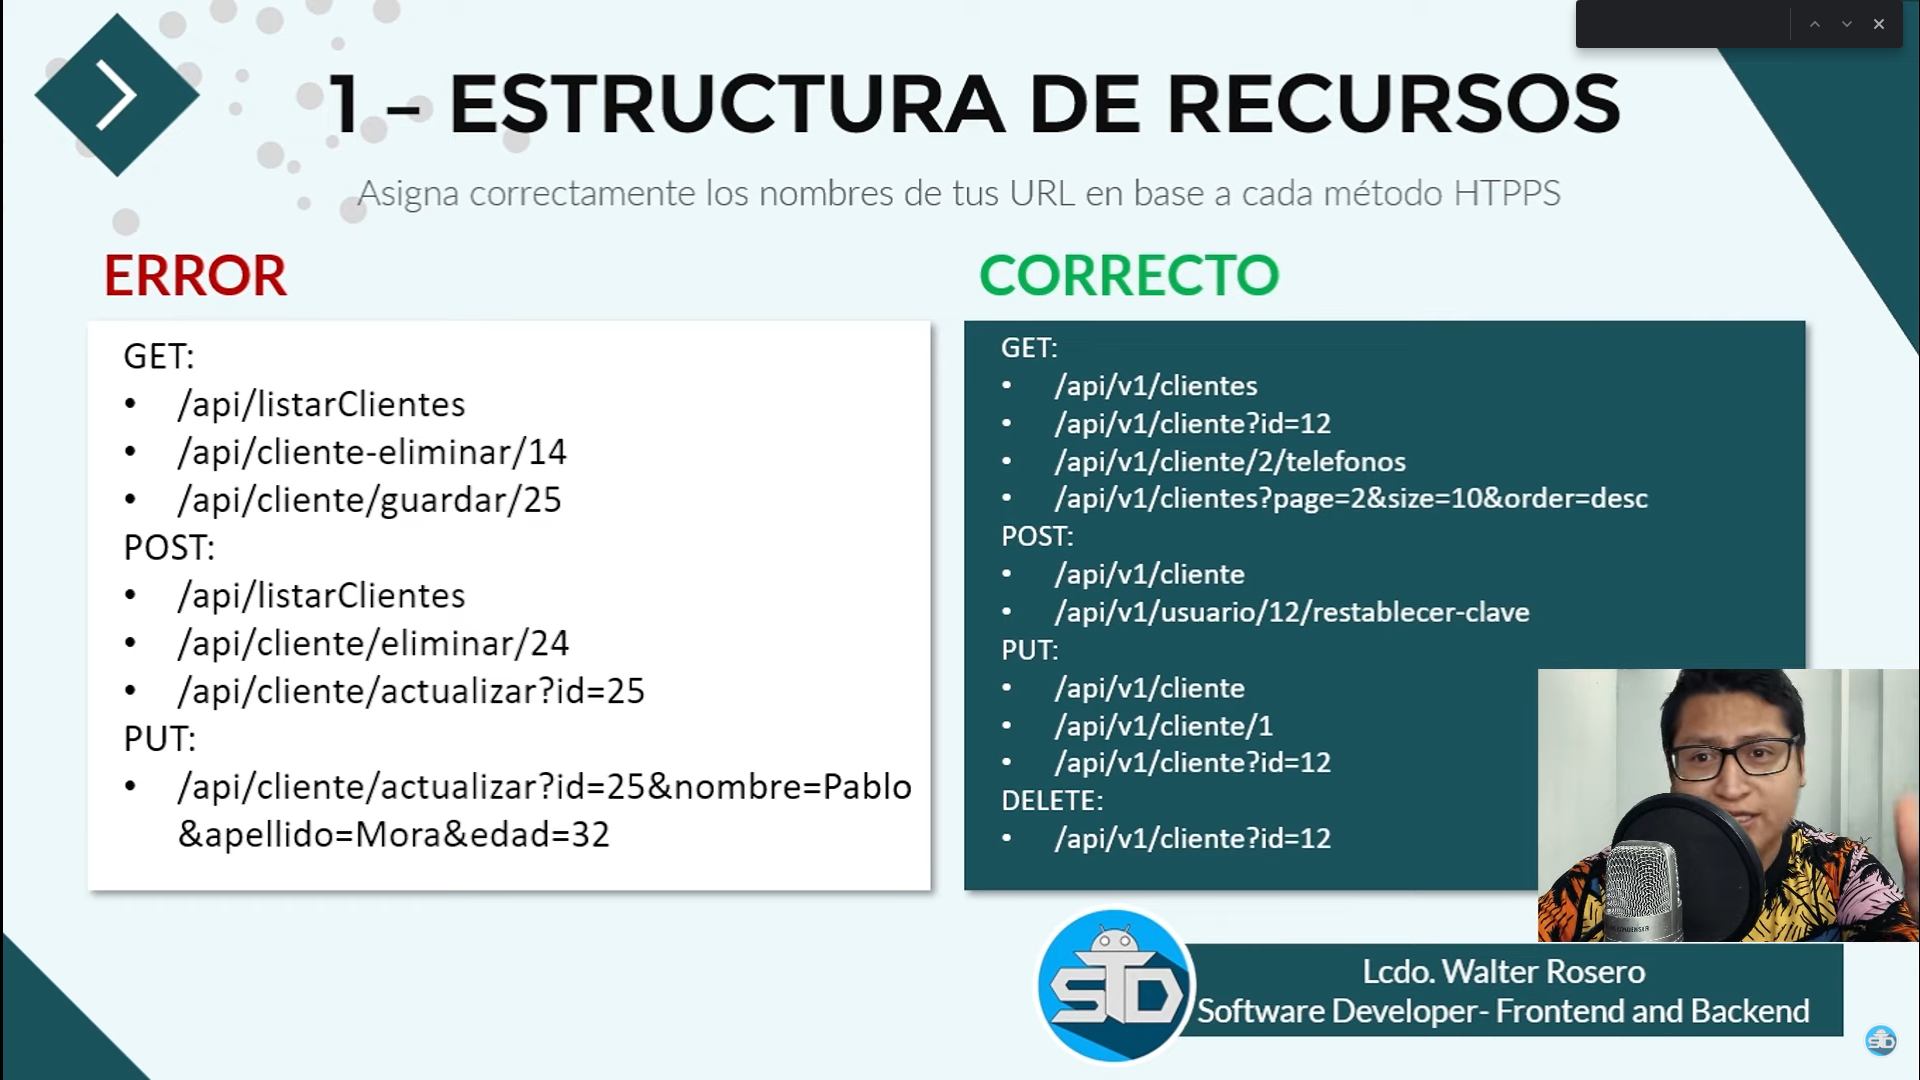 1 – ESTRUCTURA DE RECURSOS
Asigna correctamente los nombres de tus URL en base a cada método HTPPS
ERROR
GET:
• /api/listarClientes
• /api/cliente-eliminar/14
• /api/cliente/guardar/25
POST:
• /api/listarClientes
• /api/cliente/eliminar/24
• /api/cliente/actualizar?id=25
PUT:
• /api/cliente/actualizar?id=25&nombre=Pablo
&apellido=Mora&edad=32
CORRECTO
GET:
• /api/v1/clientes
• /api/v1/cliente?id=12
• /api/v1/cliente/2/telefonos
• /api/v1/clientes?page=2&size=10&order=desc
POST:
• /api/v1/cliente
• /api/v1/usuario/12/restablecer-clave
PUT:
• /api/v1/cliente
• /api/v1/cliente/1
• /api/v1/cliente?id=12
DELETE:
• /api/v1/cliente?id=12
STD
Lcdo. Walter Rosero
Software Developer- Frontend and Backend
STD